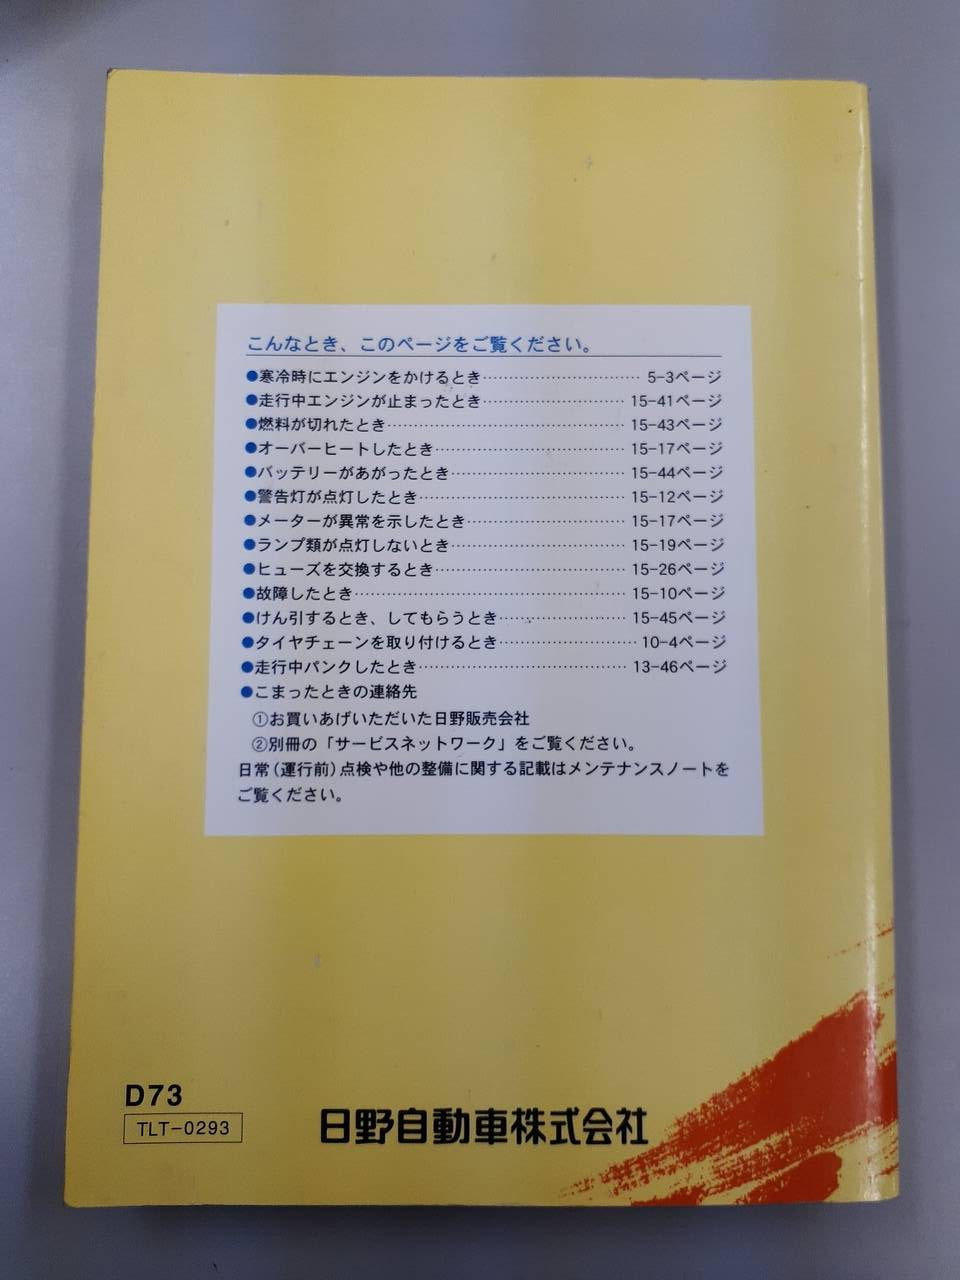 こんなとき、このページをご覧ください。
●寒冷時にエンジンをかけるとき…………………………5-3ページ
●走行中エンジンが止まったとき………………………15-41ページ
●燃料が切れたとき………………………………………15-43ページ
●オーバーヒートしたとき………………………………15-17ページ
●バッテリーがあがったとき……………………………15-44ページ
●警告灯が点灯したとき…………………………………15-12ページ
●メーターが異常を示したとき…………………………15-17ページ
●ランプ類が点灯しないとき……………………………15-19ページ
●ヒューズを交換するとき………………………………15-26ページ
●故障したとき……………………………………………15-10ページ
●けん引するとき、してもらうとき……………………15-45ページ
●タイヤチェーンを取り付けるとき………………………10-4ページ
●走行中パンクしたとき…………………………………13-46ページ
●こまったときの連絡先
①お買いあげいただいた日野販売会社
②別冊の「サービスネットワーク」をご覧ください。
日常(運行前)点検や他の整備に関する記載はメンテナンスノートを
ご覧ください。
D73
TLT-0293
日野自動車株式会社